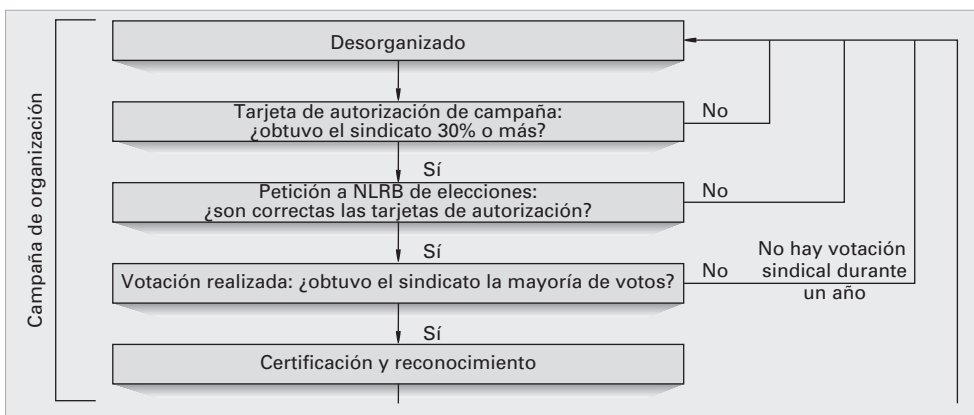 Campaña de organización
Desorganizado
Tarjeta de autorización de campaña:
¿obtuvo el sindicato 30% o más?
No
Sí
Petición a NLRB de elecciones:
¿son correctas las tarjetas de autorización?
No
Sí
Votación realizada: ¿obtuvo el sindicato la mayoría de votos?
No
No hay votación
sindical durante
un año
Sí
Certificación y reconocimiento